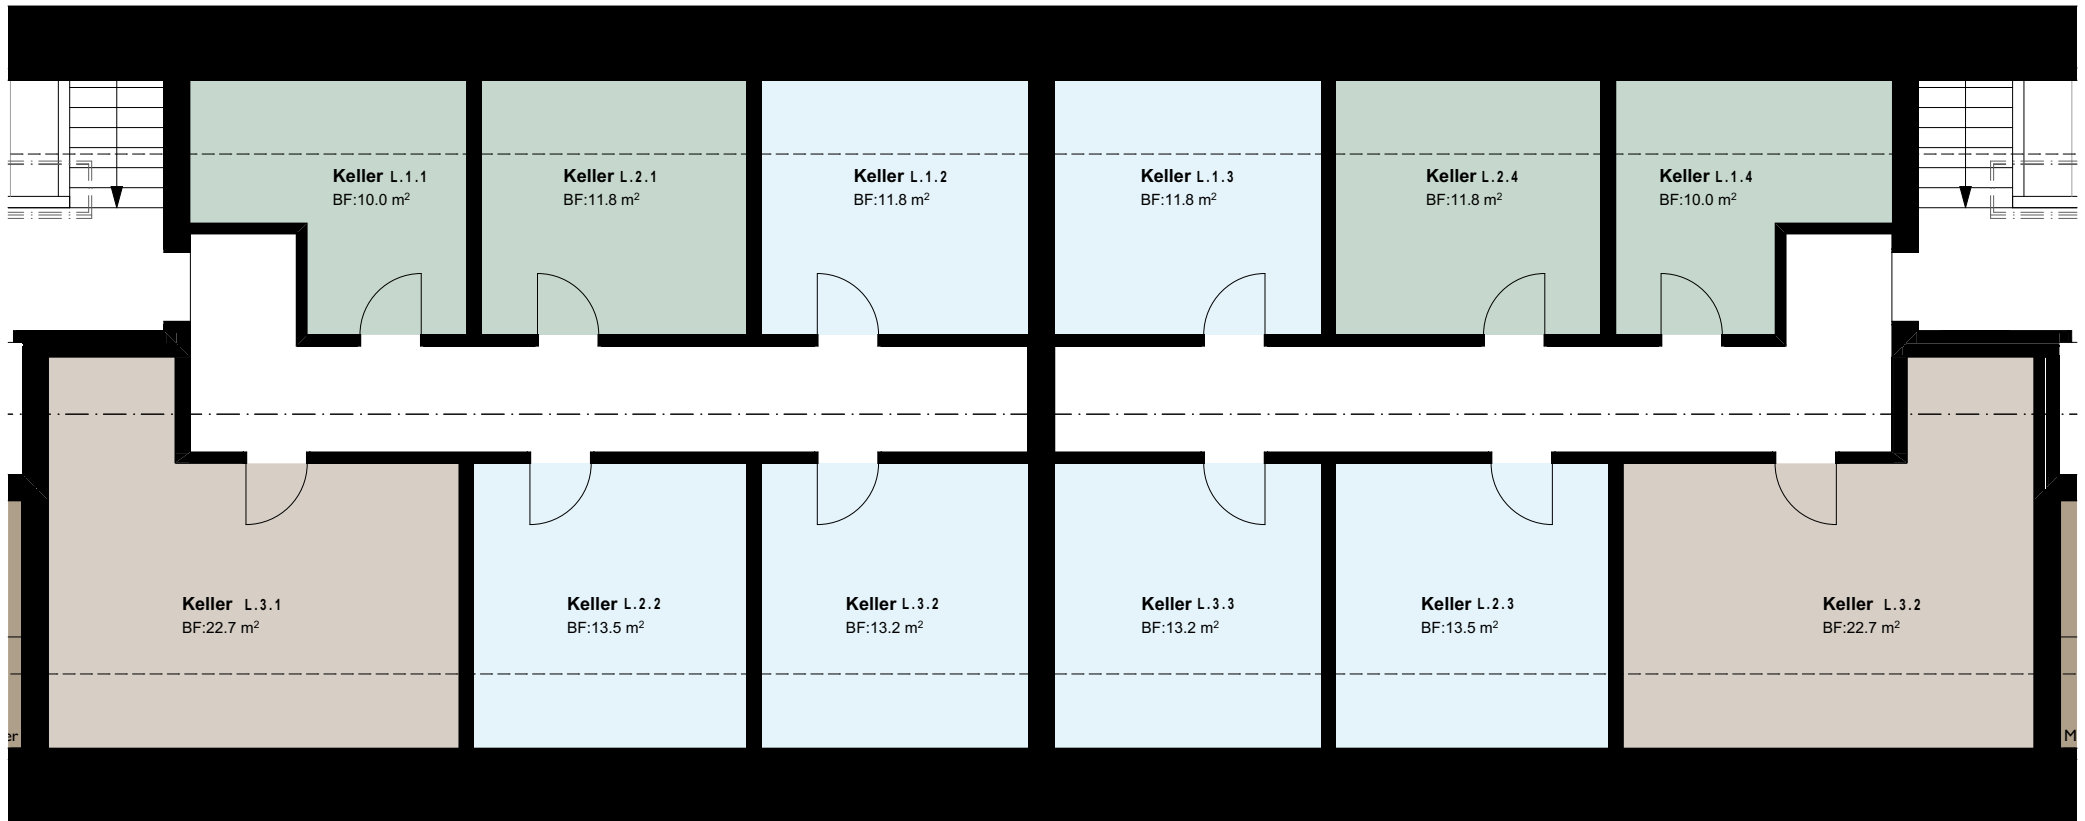 Keller L.1.1
BF:10.0 m²
Keller L.2.1
BF:11.8 m²
Keller L.1.2
BF:11.8 m²
Keller L.1.3
BF:11.8 m²
Keller L.2.4
BF:11.8 m²
Keller L.1.4
BF:10.0 m²
Keller L.3.1
BF:22.7 m²
Keller L.2.2
BF:13.5 m²
Keller L.3.2
BF:13.2 m²
Keller L.3.3
BF:13.2 m²
Keller L.2.3
BF:13.5 m²
Keller L.3.2
BF:22.7 m²
er
M